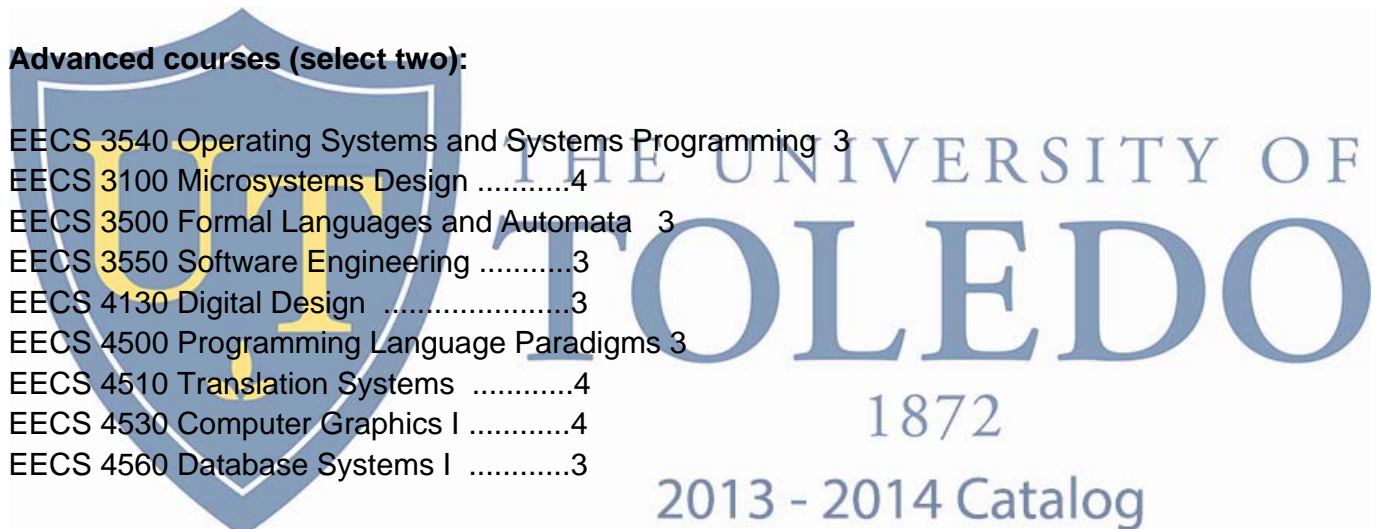 Advanced courses (select two):
EECS 3540 Operating Systems and Systems Programming 3
EECS 3100 Microsystems Design ...........4
EECS 3500 Formal Languages and Automata 3
EECS 3550 Software Engineering ...........3
EECS 4130 Digital Design .....................3
EECS 4500 Programming Language Paradigms 3
EECS 4510 Translation Systems ............4
EECS 4530 Computer Graphics I ............4
EECS 4560 Database Systems I ............3
UT
THE UNIVERSITY OF
TOLEDO
1872
2013 - 2014 Catalog